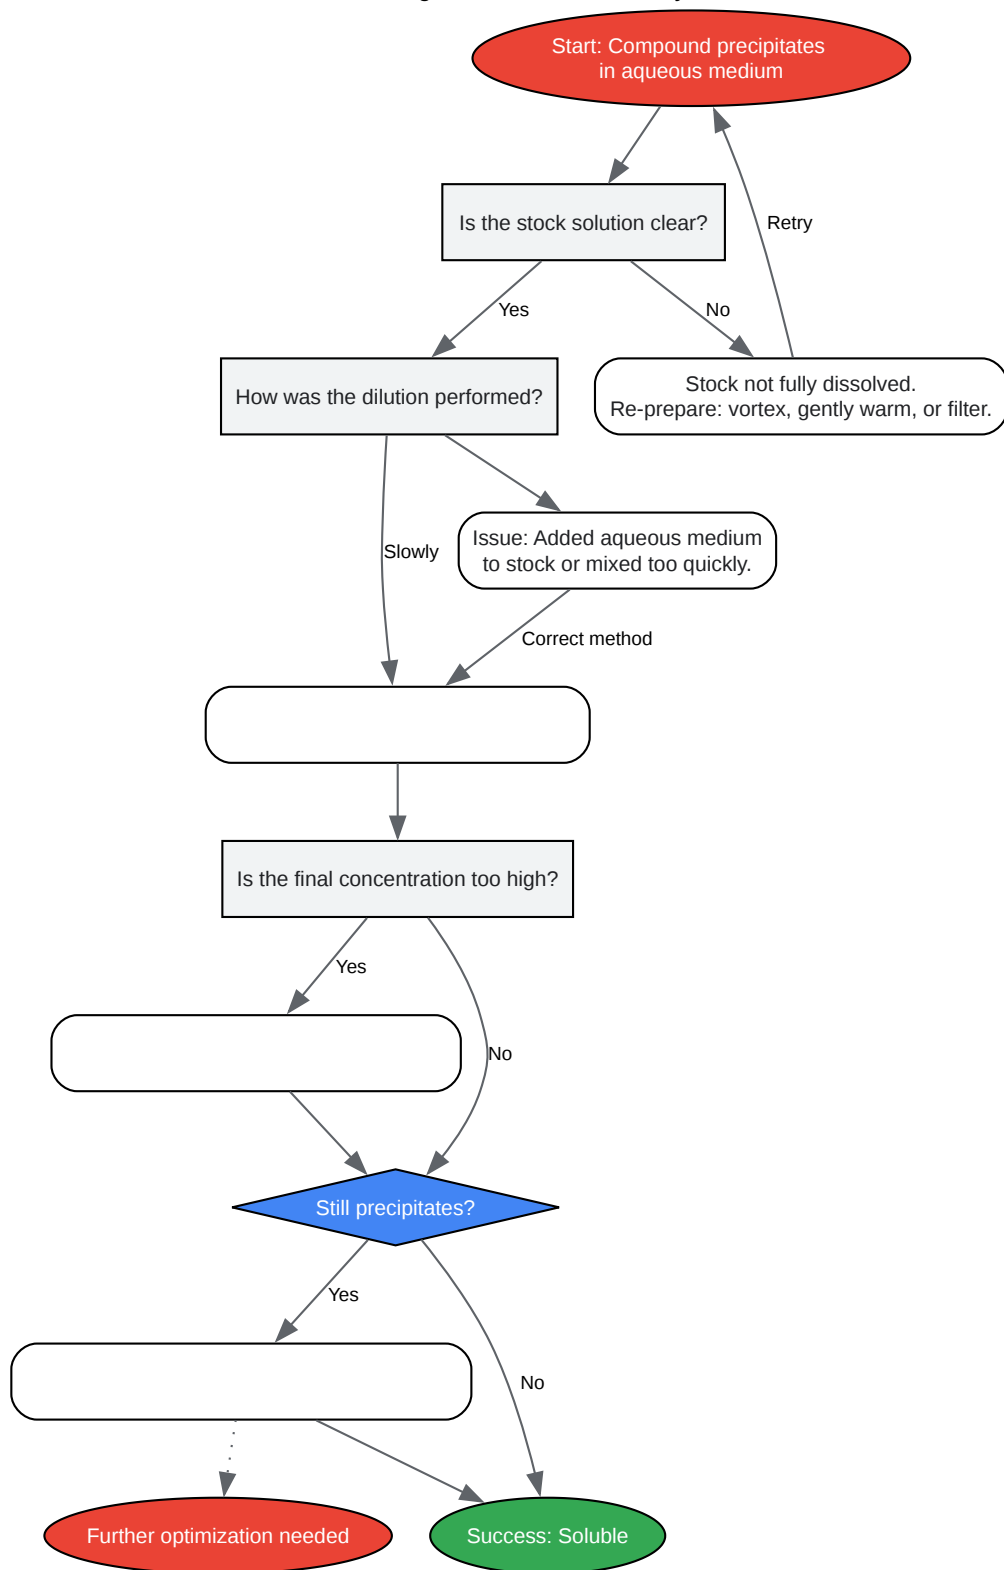 Start: Compound precipitates
in aqueous medium
Is the stock solution clear?
Retry
Yes
No
How was the dilution performed?
Stock not fully dissolved.
Re-prepare: vortex, gently warm, or filter.
Slowly
Issue: Added aqueous medium
to stock or mixed too quickly.
Correct method
Is the final concentration too high?
Yes
No
Still precipitates?
Yes
No
Further optimization needed
Success: Soluble